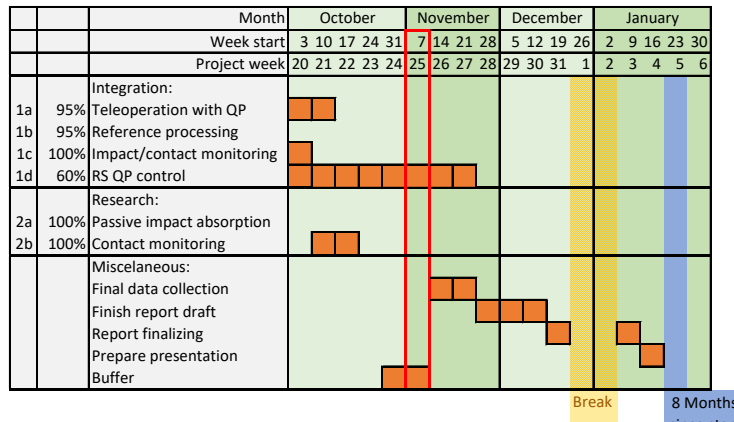 Month October November December January
Week start 3 10 17 24 31 7 14 21 28 5 12 19 26 2 9 16 23 30
Project week 20 21 22 23 24 25 26 27 28 29 30 31 1 2 3 4 5 6
Integration:
1a 95% Teleoperation with QP
1b 95% Reference processing
1c 100% Impact/contact monitoring
1d 60% RS QP control
Research:
2a 100% Passive impact absorption
2b 100% Contact monitoring
Miscellaneous:
Final data collection
Finish report draft
Report finalizing
Prepare presentation
Buffer
Break 8 Months